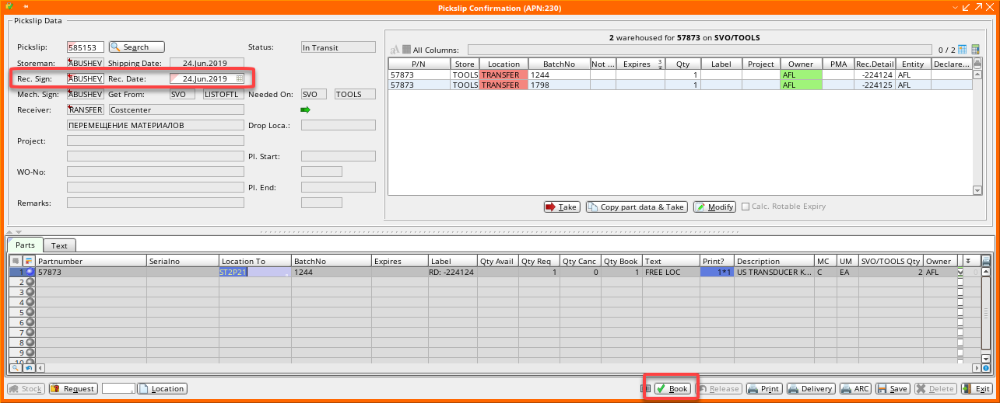 Pickslip Confirmation (APN:230)
Pickslip Data
Pickslip: 585153 Search Status: In Transit
Storeman: ABUSHEV Shipping Date: 24.Jun.2019
Rec. Sign: ABUSHEV Rec. Date: 24.Jun.2019
Mech. Sign: ABUSHEV Get From: SVO LISTOFTL Needed On: SVO TOOLS
Receiver: RANSFER Costcenter
ПЕРЕМЕЩЕНИЕ МАТЕРИАЛОВ Drop Loca.:
Project:
Pl. Start:
WO-No:
Pl. End:
Remarks:
2 warehoused for 57873 on SVO/TOOLS
All Columns: 0 / 2
P/N Store Location BatchNo Not ... Expires 3 Qty Label Project Owner PMA Rec.Detail Entity Declare...
57873 TOOLS TRANSFER 1244 1 AFL -224124 AFL
57873 TOOLS TRANSFER 1798 1 AFL -224125 AFL
Take Copy part data & Take Modify Calc. Rotable Expiry
Parts Text
Partnumber Serialno Location To BatchNo Expires Label Qty Avail Qty Req Qty Canc Qty Book Text Print? Description MC UM SVO/TOOLS Qty Owner
1 57873 ST2P21 1244 RD: -224124 1 0 1 FREE LOC 1*1 US TRANSDUCER K... C EA 2 AFL 0
2
3
4
5
6
7
8
9
10
Stock Request Location Book Release Print Delivery ARC Save Delete Exit